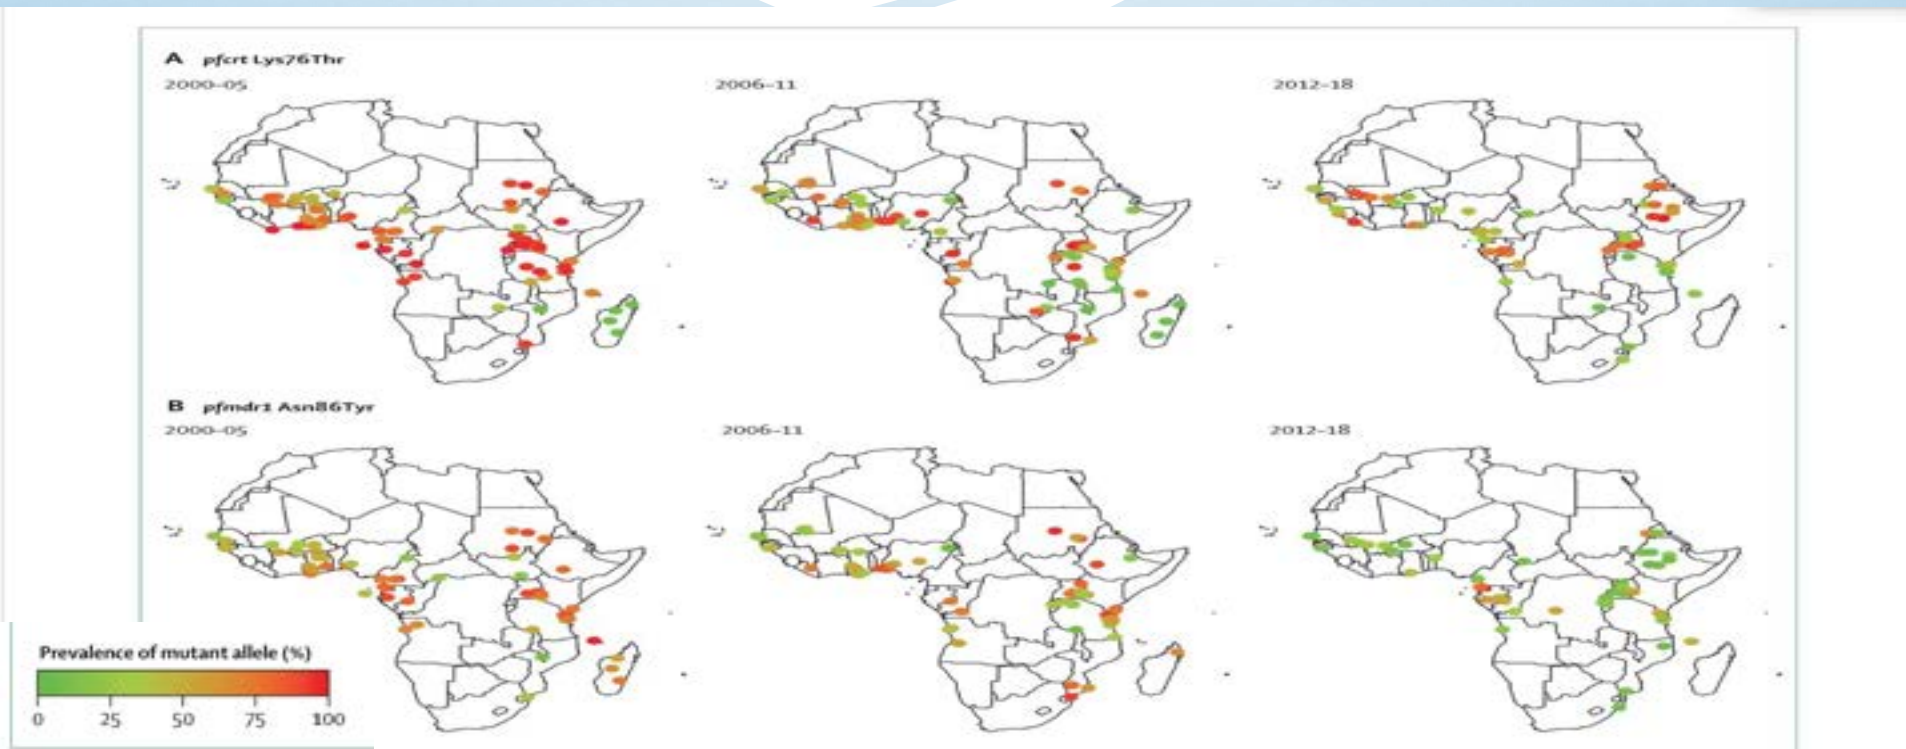 A pfcrt Lys76Thr
2000–05 2006–11 2012–18
B pfmdr1 Asn86Tyr
2000–05 2006–11 2012–18
Prevalence of mutant allele (%)
0 25 50 75 100